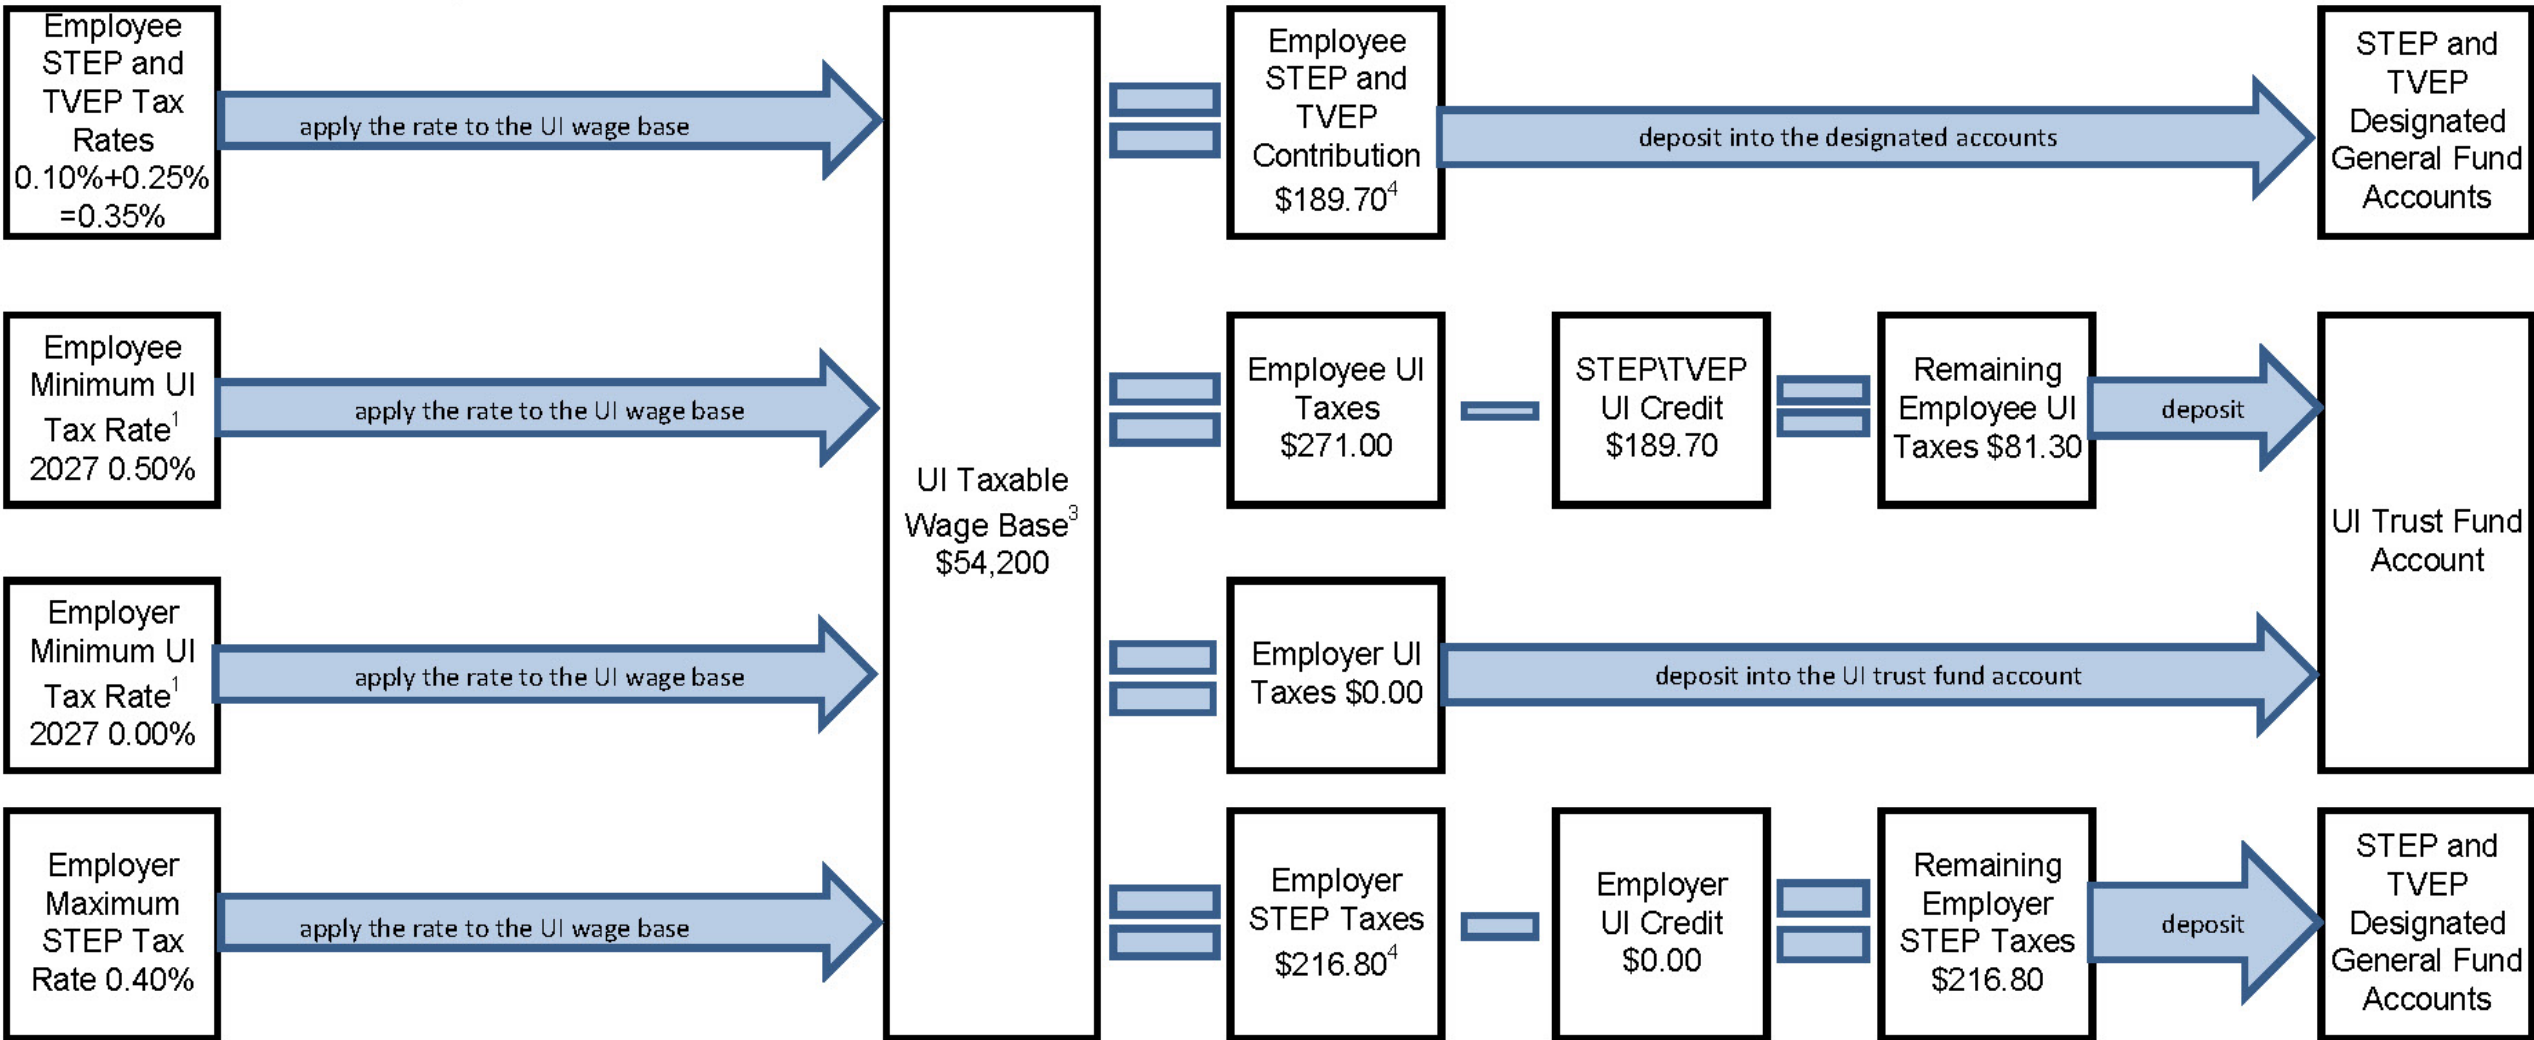 Employee
STEP and
TVEP Tax
Rates
0.10%+0.25%
=0.35%
apply the rate to the UI wage base
Employee
STEP and
TVEP
Contribution
$189.70⁴
deposit into the designated accounts
STEP and
TVEP
Designated
General Fund
Accounts
Employee
Minimum UI
Tax Rate¹
2027 0.50%
apply the rate to the UI wage base
UI Taxable
Wage Base³
$54,200
Employee UI
Taxes
$271.00
STEP\TVEP
UI Credit
$189.70
Remaining
Employee UI
Taxes $81.30
deposit
UI Trust Fund
Account
Employer
Minimum UI
Tax Rate¹
2027 0.00%
apply the rate to the UI wage base
Employer UI
Taxes $0.00
deposit into the UI trust fund account
Employer
Maximum
STEP Tax
Rate 0.40%
apply the rate to the UI wage base
Employer
STEP Taxes
$216.80⁴
Employer
UI Credit
$0.00
Remaining
Employer
STEP Taxes
$216.80
deposit
STEP and
TVEP
Designated
General Fund
Accounts